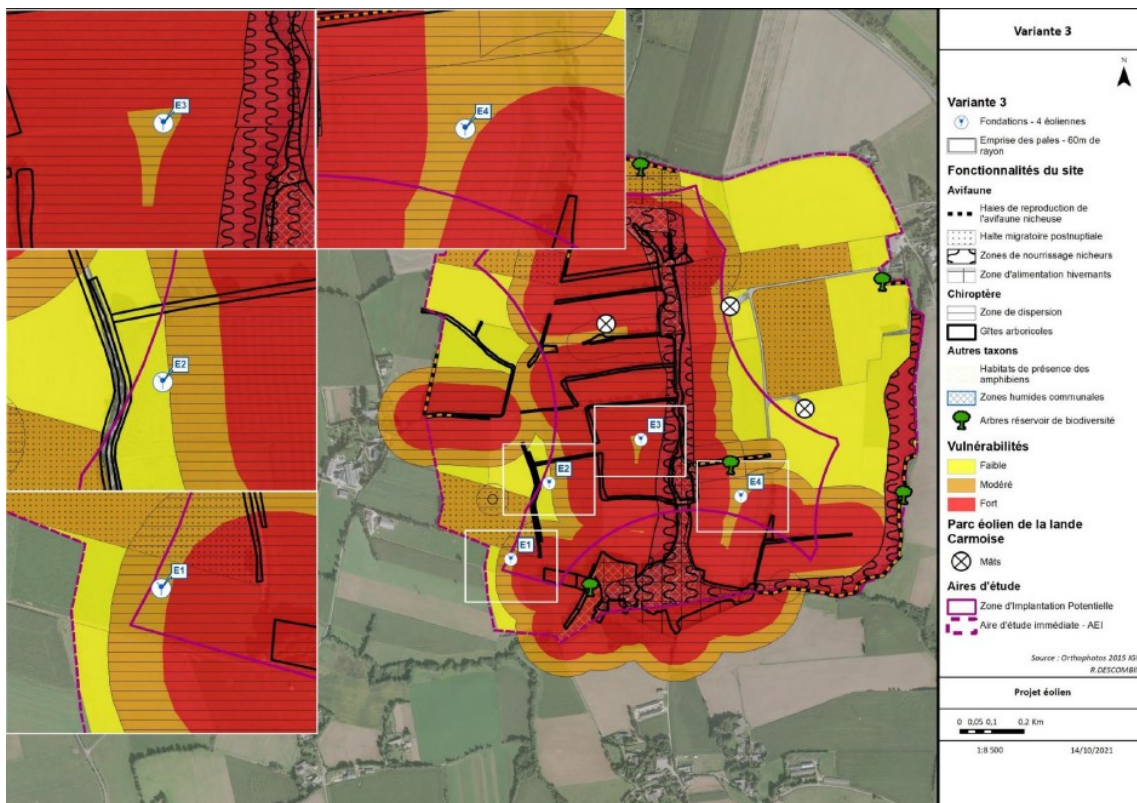 Variante 3
N
Variante 3
Fondations - 4 éoliennes
Emprise des pales - 60m de
rayon
Fonctionnalités du site
Avifaune
Haies de reproduction de
l'avifaune nicheuse
Halte migratoire postnuptiale
Zones de nourrissage nicheurs
Zone d'alimentation hivernants
Chiroptère
Zone de dispersion
Gîtes arboricoles
Autres taxons
Habitats de présence des
amphibiens
Zones humides communales
Arbres réservoir de biodiversité
Vulnérabilités
Faible
Modéré
Fort
Parc éolien de la lande
Carmoise
Mâts
Aires d'étude
Zone d'Implantation Potentielle
Aire d'étude immédiate - AEI
Source : Orthophotos 2015 IG
R.DESCOMBI
Projet éolien
0 0,05 0,1 0,2 Km
1:8 500 14/10/2021
E3
E4
E2
E1
E3
E2
E4
E1